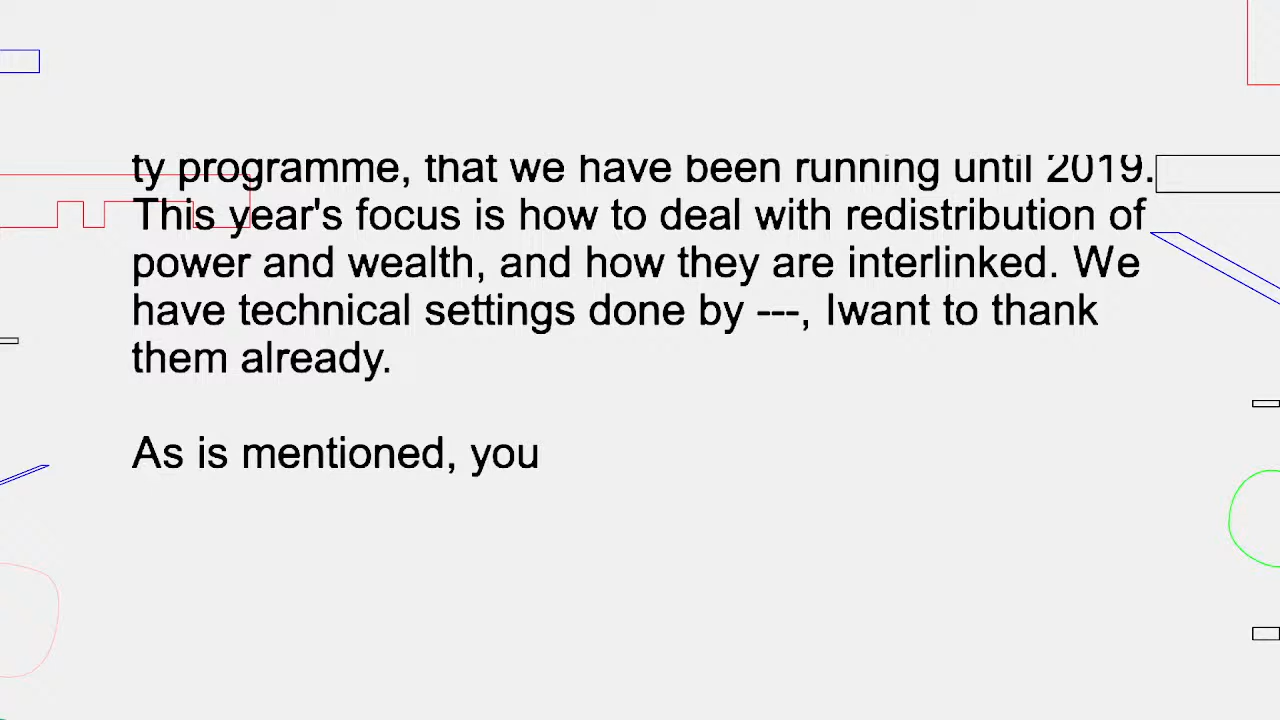 ty programme, that we have been running until 2019.
This year's focus is how to deal with redistribution of
power and wealth, and how they are interlinked. We
have technical settings done by ---, Iwant to thank
them already.
As is mentioned, you